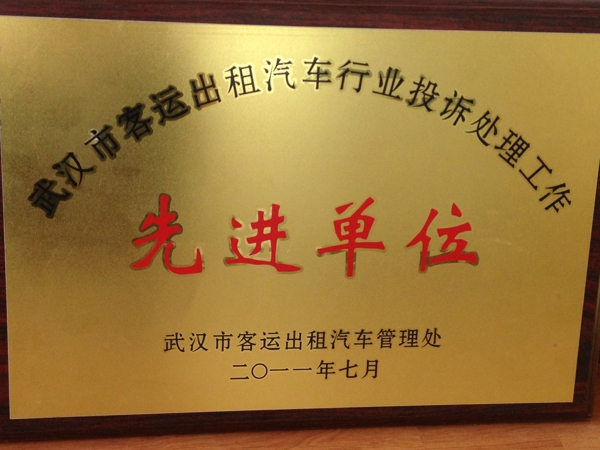 武汉市客运出租汽车行业投诉处理工作
先进单位
武汉市客运出租汽车管理处
二〇一一年七月